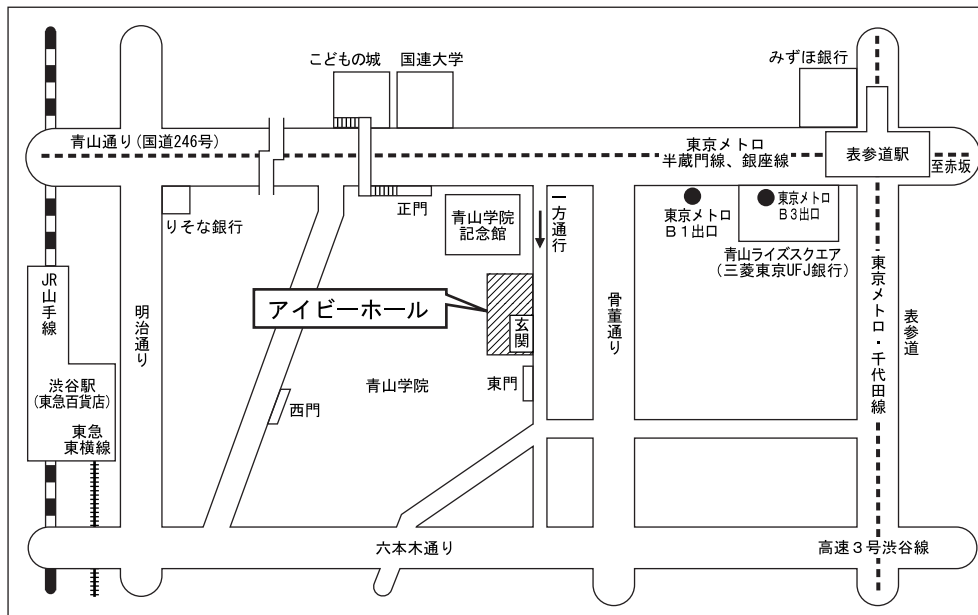 こどもの城
国連大学
みずほ銀行
青山通り(国道246号)
東京メトロ
半蔵門線、銀座線
表参道駅
至赤坂
りそな銀行
正門
青山学院
記念館
一方通行
東京メトロ
B1出口
東京メトロ
B3出口
青山ライズスクエア
(三菱東京UFJ銀行)
JR山手線
明治通り
アイビーホール
玄関
骨董通り
東京メトロ・千代田線
表参道
渋谷駅
(東急百貨店)
東急
東横線
西門
青山学院
東門
六本木通り
高速3号渋谷線